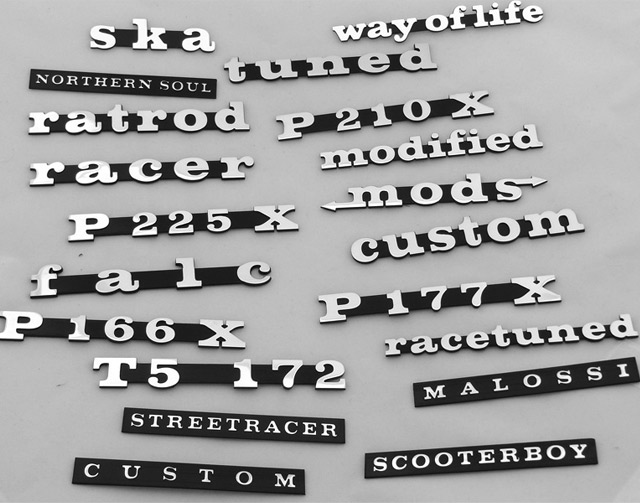 ska
way of life
NORTHERN SOUL
tuned
ratrod
P 210 X
racer
modified
mods
P 225 X
custom
falc
P 177 X
P 166 X
racetuned
T5 172
MALOSSI
STREETRACER
SCOOTERBOY
CUSTOM